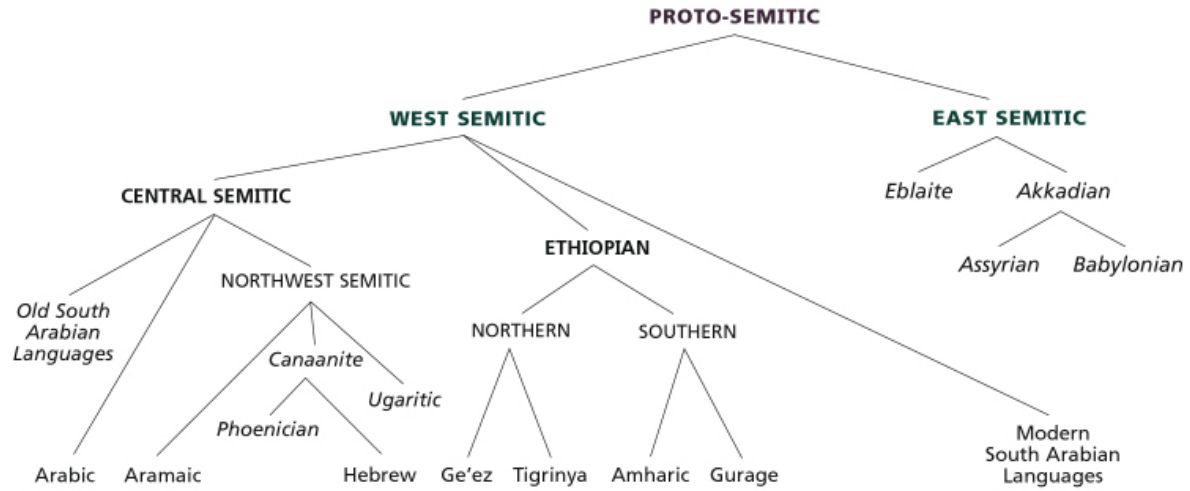 PROTO-SEMITIC
WEST SEMITIC
EAST SEMITIC
CENTRAL SEMITIC
Eblaite
Akkadian
ETHIOPIAN
Assyrian
Babylonian
NORTHWEST SEMITIC
Old South
Arabian
Languages
NORTHERN
SOUTHERN
Canaanite
Ugaritic
Phoenician
Modern
South Arabian
Languages
Arabic
Aramaic
Hebrew
Ge’ez
Tigrinya
Amharic
Gurage